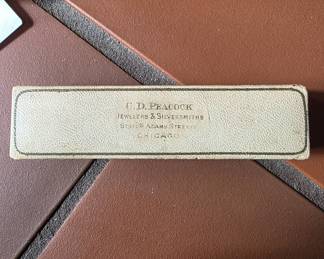 C. D. PEACOCK
JEWELERS & SILVERSMITHS
STATE & ADAMS STREETS
CHICAGO